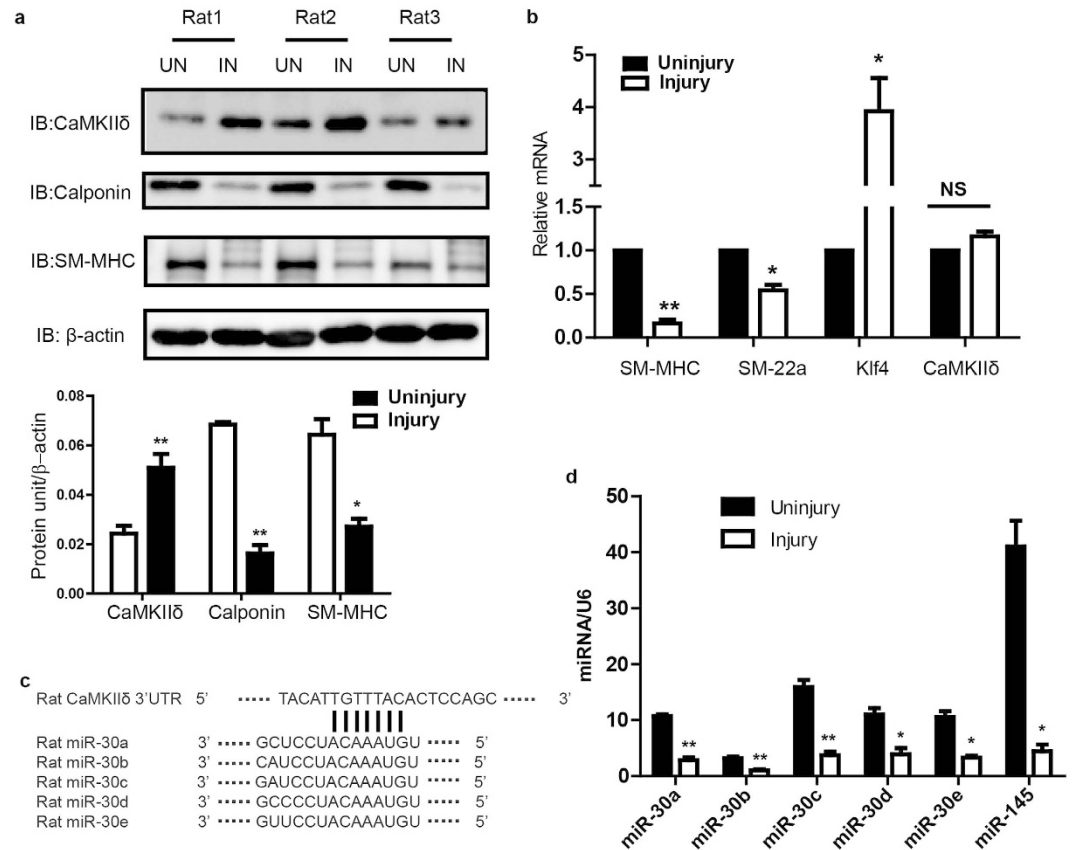 a
Rat1 Rat2 Rat3
UN IN UN IN UN IN
IB:CaMKIIδ
IB:Calponin
IB:SM-MHC
IB: β-actin
Uninjury
Injury
Protein unit/β-actin
0.08
0.06
0.04
0.02
0.00
** ** *
CaMKIIδ Calponin SM-MHC
b
Uninjury
Injury
Relative mRNA
5
4
3
1.5
1.0
0.5
0.0
** * * NS
SM-MHC SM-22a Klf4 CaMKIIδ
c
Rat CaMKIIδ 3'UTR 5' ······ TACATTGTTTACACTCCAGC ······ 3'
Rat miR-30a 3' ······ GCUCCUACAAAUGU ······ 5'
Rat miR-30b 3' ······ CAUCCUACAAAUGU ······ 5'
Rat miR-30c 3' ······ GAUCCUACAAAUGU ······ 5'
Rat miR-30d 3' ······ GCCCCUACAAAUGU ······ 5'
Rat miR-30e 3' ······ GUUCCUACAAAUGU ······ 5'
d
Uninjury
Injury
miRNA/U6
50
40
30
20
10
0
** ** ** * * *
miR-30a miR-30b miR-30c miR-30d miR-30e miR-145